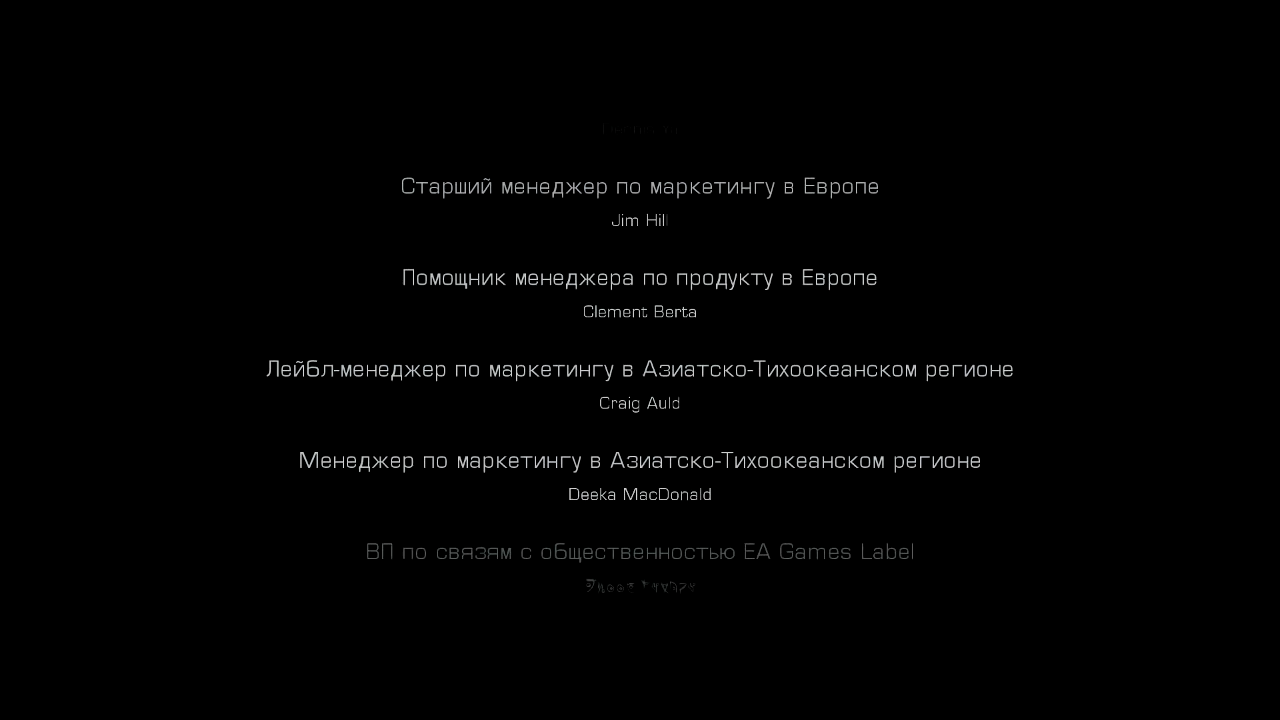 Старший менеджер по маркетингу в Европе
Jim Hill
Помощник менеджера по продукту в Европе
Clement Berta
Лейбл-менеджер по маркетингу в Азиатско-Тихоокеанском регионе
Craig Auld
Менеджер по маркетингу в Азиатско-Тихоокеанском регионе
Deeka MacDonald
ВП по связям с общественностью EA Games Label